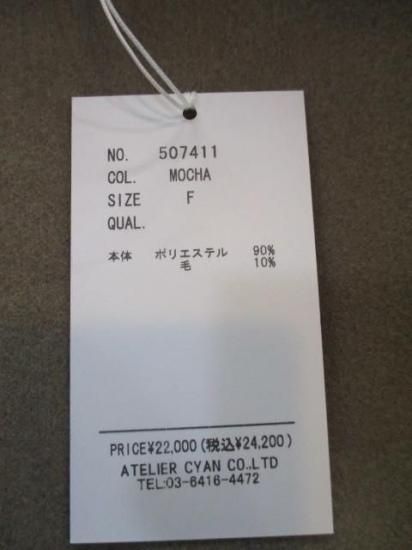 NO. 507411
COL. MOCHA
SIZE F
QUAL.
本体 ポリエステル 90%
毛 10%
PRICE¥22,000(税込¥24,200)
ATELIER CYAN CO.,LTD
TEL:03-6416-4472